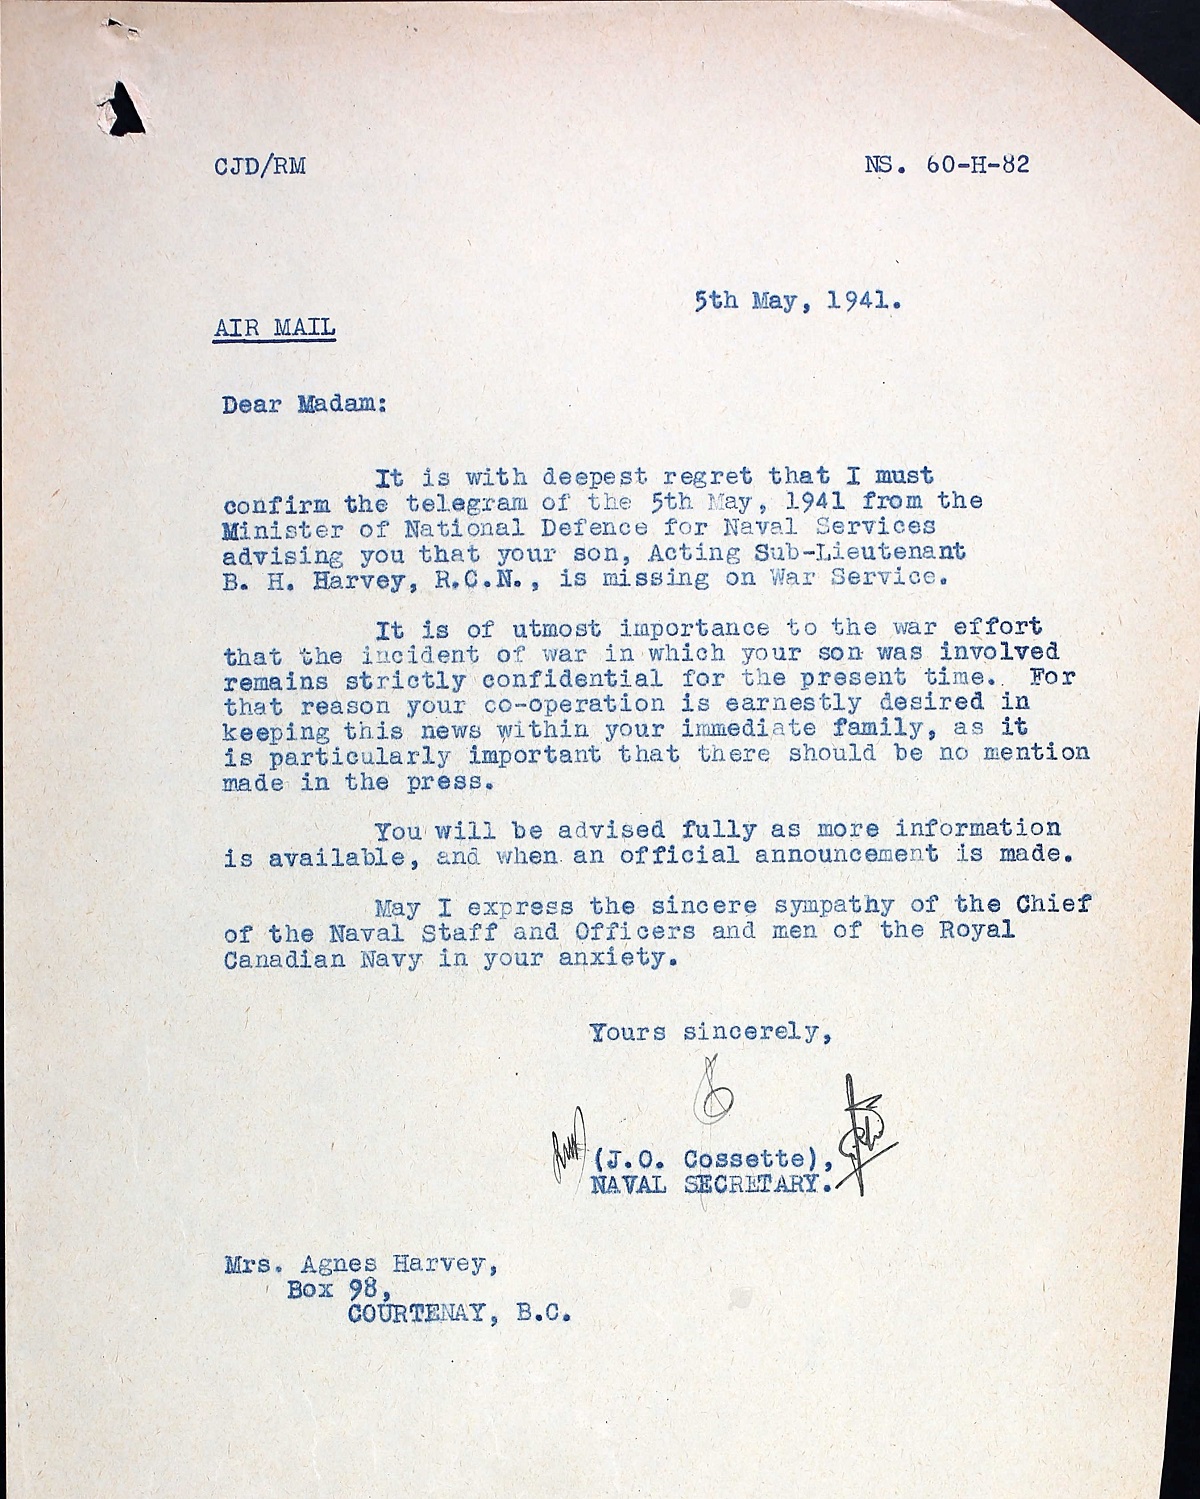 CJD/RM
NS. 60-H-82
5th May, 1941.
AIR MAIL
Dear Madam:
It is with deepest regret that I must
confirm the telegram of the 5th May, 1941 from the
Minister of National Defence for Naval Services
advising you that your son, Acting Sub-Lieutenant
B. H. Harvey, R.C.N., is missing on War Service.
It is of utmost importance to the war effort
that the incident of war in which your son was involved
remains strictly confidential for the present time. For
that reason your co-operation is earnestly desired in
keeping this news within your immediate family, as it
is particularly important that there should be no mention
made in the press.
You will be advised fully as more information
is available, and when an official announcement is made.
May I express the sincere sympathy of the Chief
of the Naval Staff and Officers and men of the Royal
Canadian Navy in your anxiety.
Yours sincerely,
(J.O. Cossette),
NAVAL SECRETARY.
Mrs. Agnes Harvey,
Box 98,
COURTENAY, B.C.